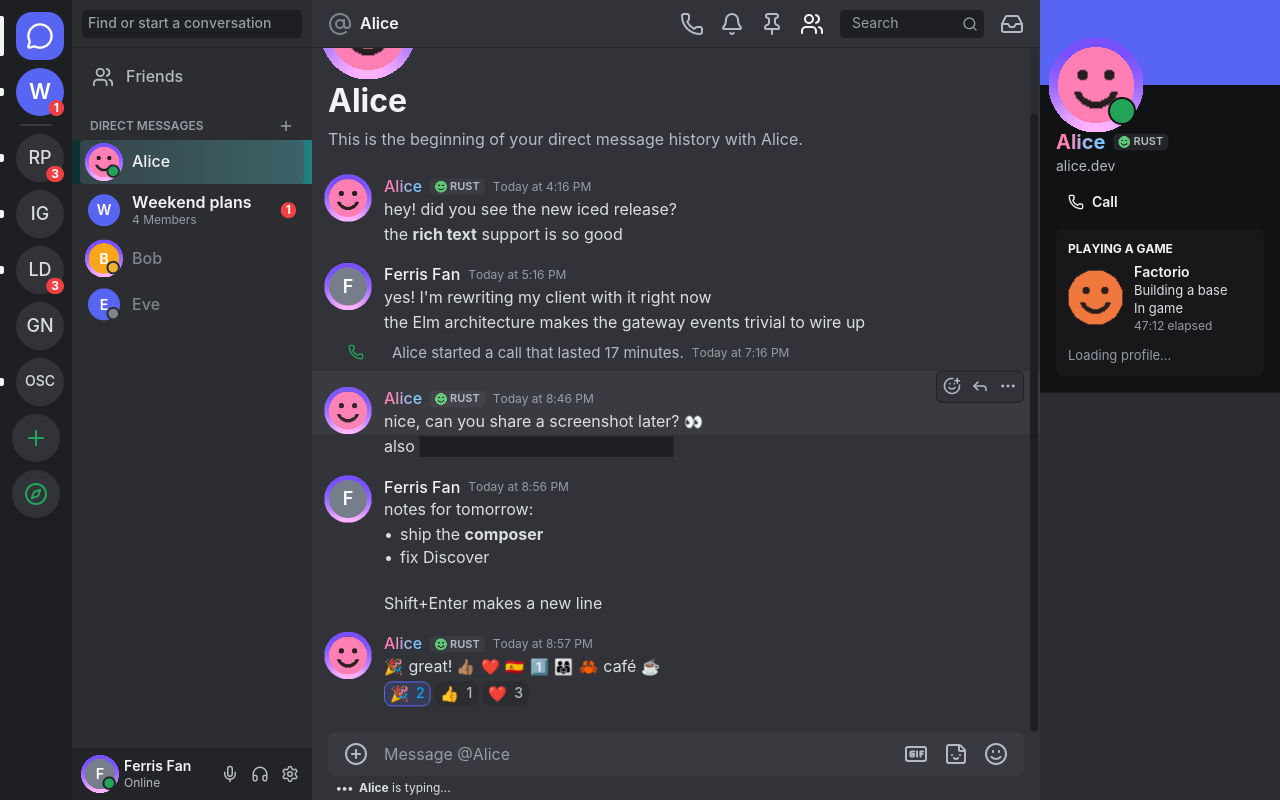 W
1
RP
3
IG
LD
3
GN
OSC
Find or start a conversation
Friends
DIRECT MESSAGES
Alice
W
Weekend plans
4 Members
1
B
Bob
E
Eve
F
Ferris Fan
Online
Alice
Search
Alice
This is the beginning of your direct message history with Alice.
Alice RUST Today at 4:16 PM
hey! did you see the new iced release?
the rich text support is so good
F
Ferris Fan Today at 5:16 PM
yes! I'm rewriting my client with it right now
the Elm architecture makes the gateway events trivial to wire up
Alice started a call that lasted 17 minutes. Today at 7:16 PM
Alice RUST Today at 8:46 PM
nice, can you share a screenshot later? 👀
also
F
Ferris Fan Today at 8:56 PM
notes for tomorrow:
• ship the composer
• fix Discover
Shift+Enter makes a new line
Alice RUST Today at 8:57 PM
🎉 great! 👍🏽 ❤️ 🇪🇸 1️⃣ 👨‍👩‍👧 🦀 café ☕
🎉 2 👍 1 ❤️ 3
Message @Alice
GIF
Alice is typing...
Alice RUST
alice.dev
Call
PLAYING A GAME
Factorio
Building a base
In game
47:12 elapsed
Loading profile...